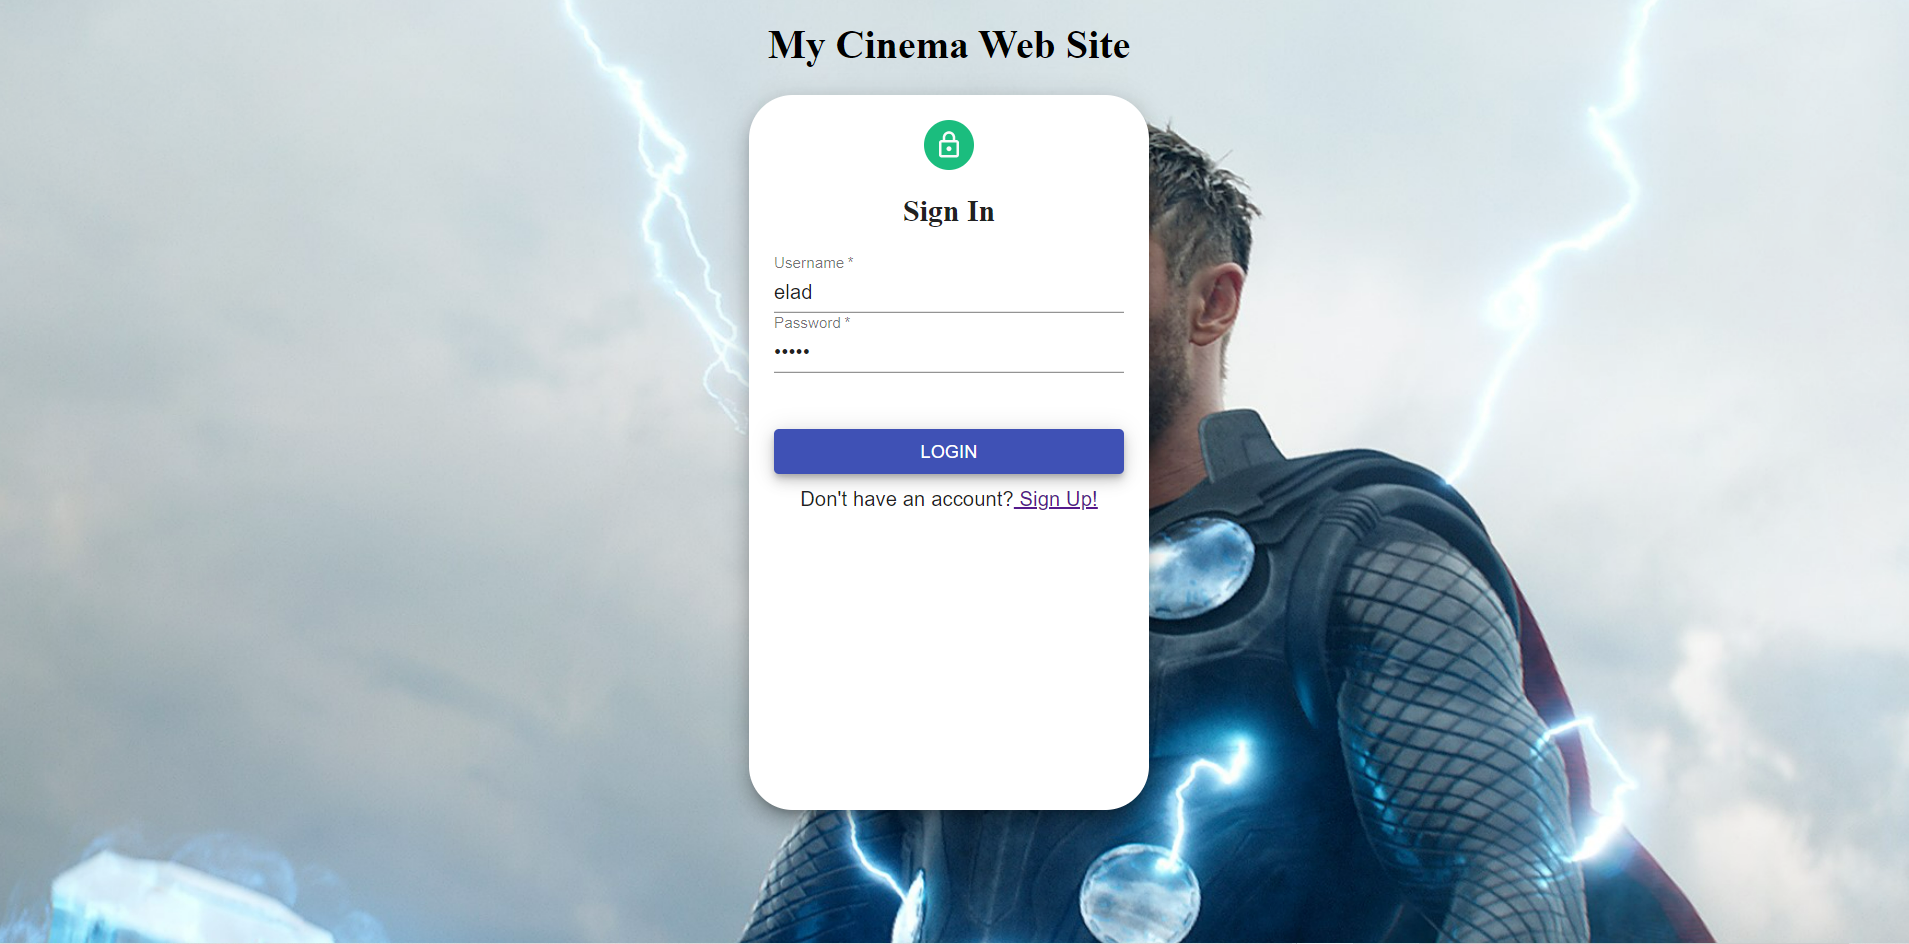 My Cinema Web Site
Sign In
Username *
elad
Password *
•••••
LOGIN
Don't have an account? Sign Up!